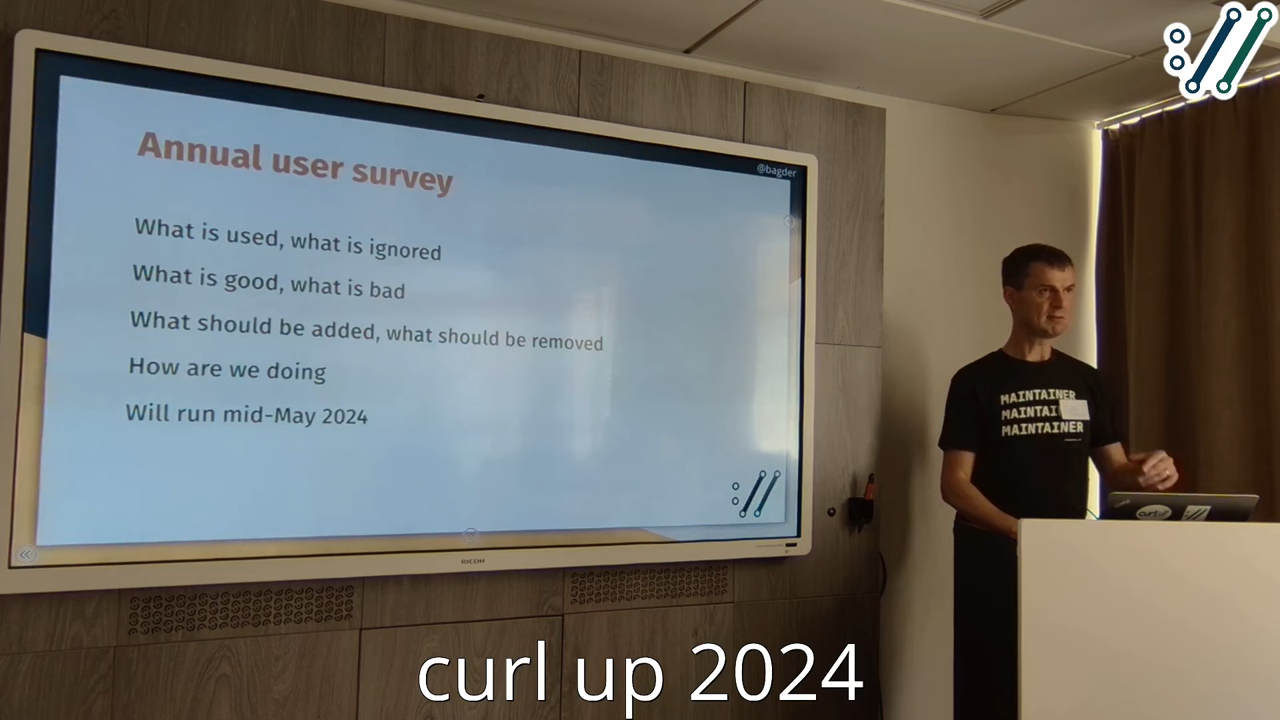 @bagder
Annual user survey
What is used, what is ignored
What is good, what is bad
What should be added, what should be removed
How are we doing
Will run mid-May 2024
RICOH
MAINTAINER
MAINTAI
MAINTAINER
curl
curl up 2024